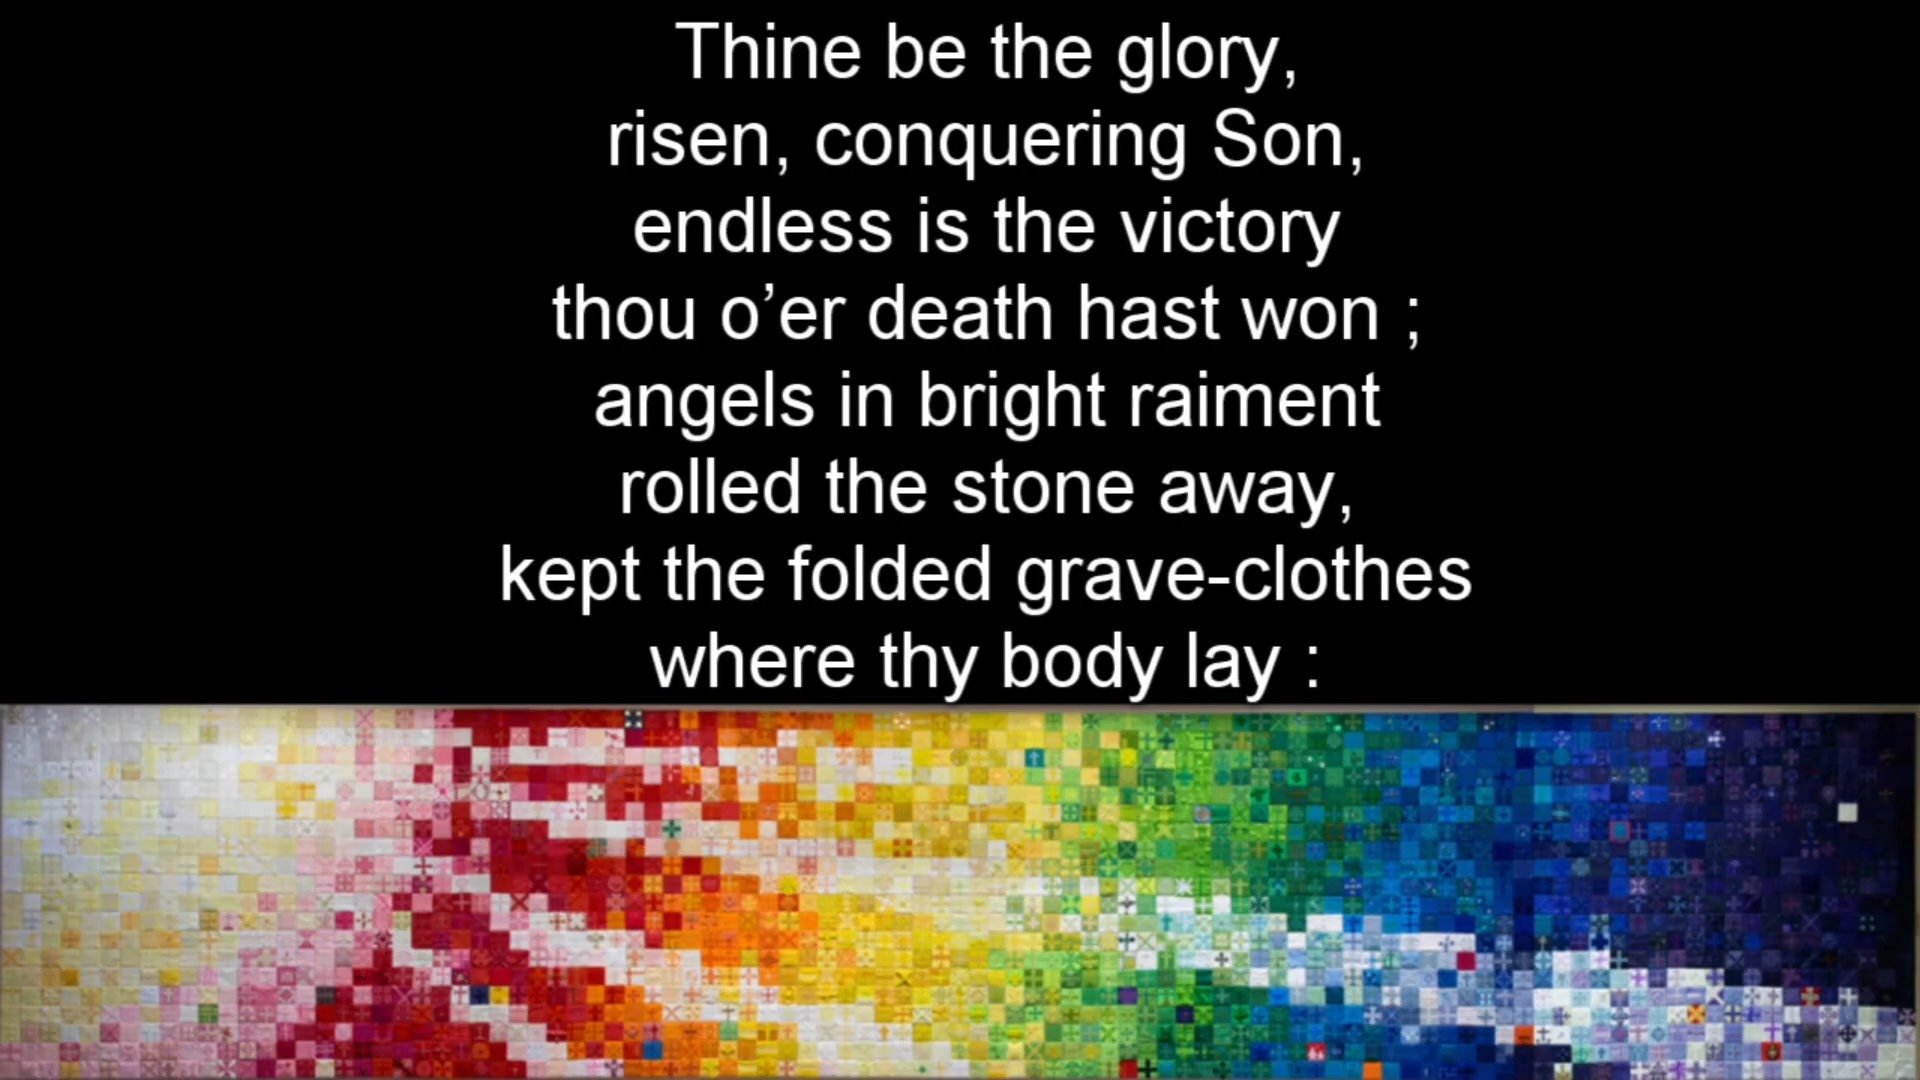 Thine be the glory,
risen, conquering Son,
endless is the victory
thou o’er death hast won ;
angels in bright raiment
rolled the stone away,
kept the folded grave-clothes
where thy body lay :